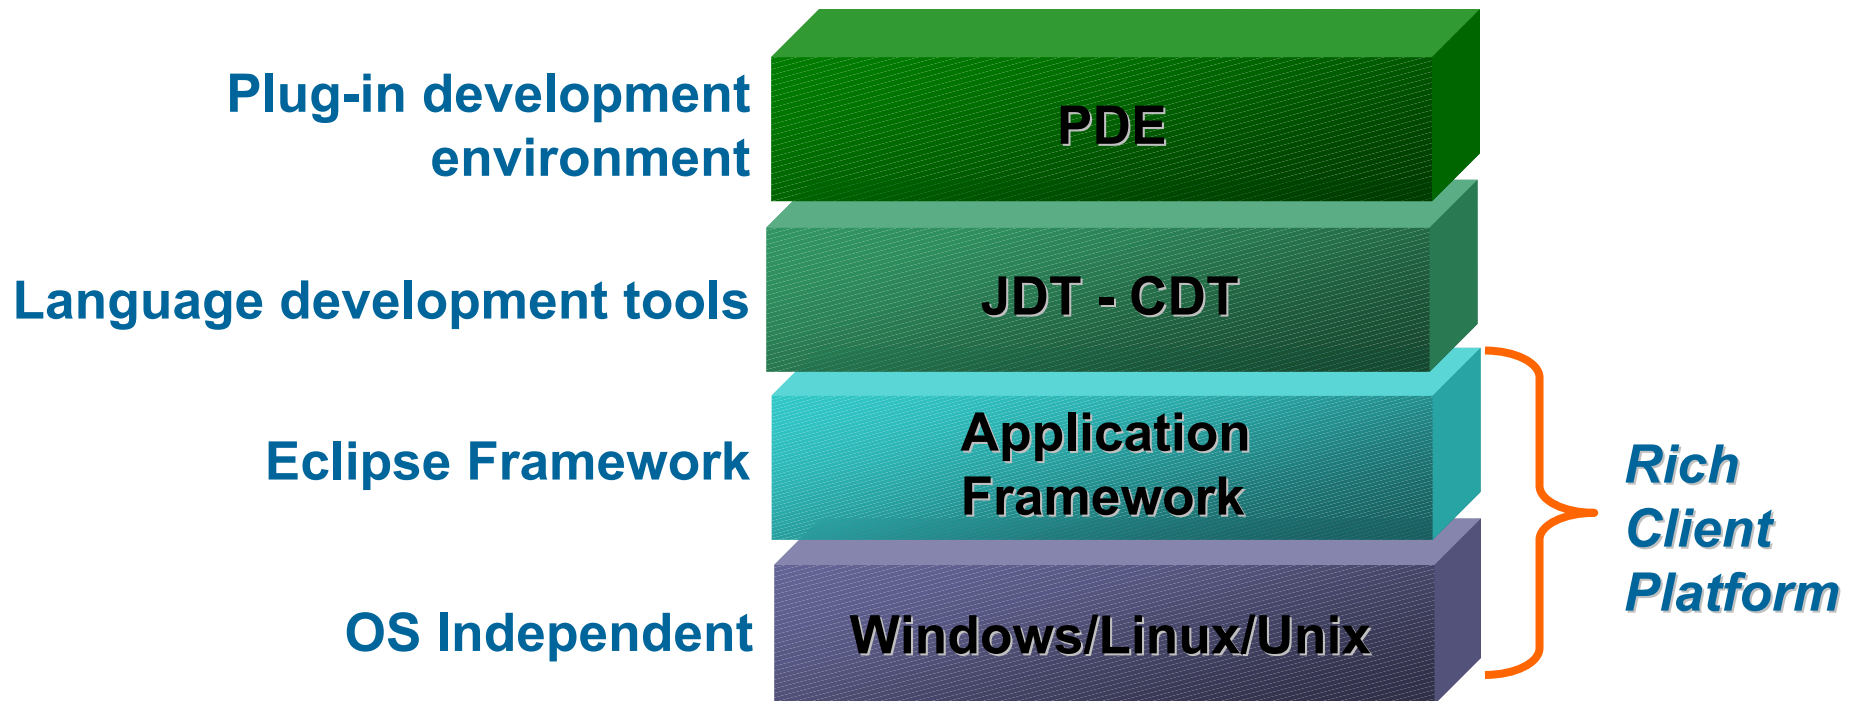 Plug-in development
environment
PDE
Language development tools
JDT - CDT
Eclipse Framework
Application
Framework
Rich
Client
Platform
OS Independent
Windows/Linux/Unix